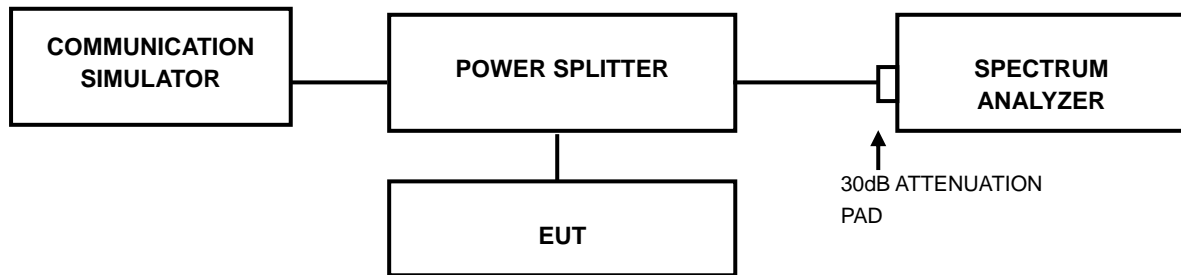 COMMUNICATION
SIMULATOR
POWER SPLITTER
SPECTRUM
ANALYZER
30dB ATTENUATION
PAD
EUT